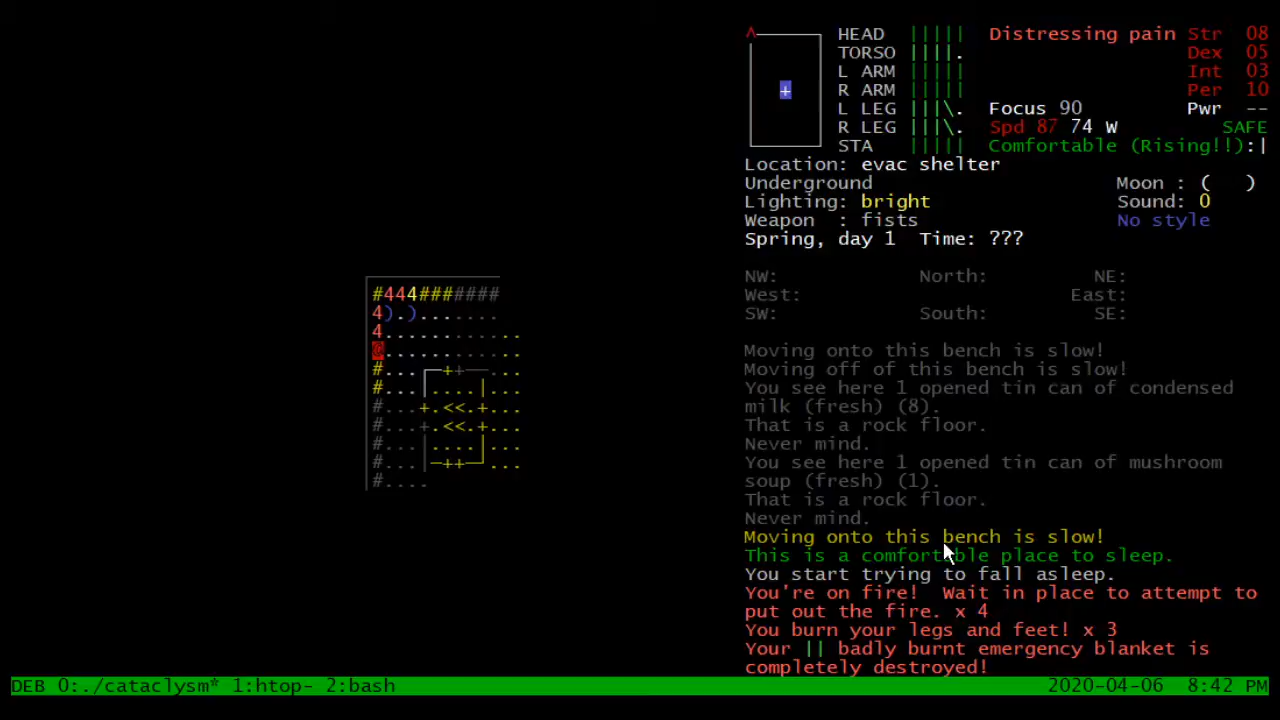 HEAD ||||| Distressing pain Str 08
TORSO ||||. Dex 05
L ARM ||||| Int 03
R ARM ||||| Per 10
L LEG |||\. Focus 90 Pwr --
R LEG |||\. Spd 87 74 W SAFE
STA ||||| Comfortable (Rising!!):|
Location: evac shelter
Underground Moon : (   )
Lighting: bright Sound: 0
Weapon  : fists No style
Spring, day 1  Time: ???
NW: North: NE:
West: East:
SW: South: SE:
#444#######
4).).......
4............
@............
#...┌─++──...
#...|....|...
#...+.<<.+...
#...+.<<.+...
#...|....|...
#...|─++─┘...
#....
Moving onto this bench is slow!
Moving off of this bench is slow!
You see here 1 opened tin can of condensed
milk (fresh) (8).
That is a rock floor.
Never mind.
You see here 1 opened tin can of mushroom
soup (fresh) (1).
That is a rock floor.
Never mind.
Moving onto this bench is slow!
This is a comfortable place to sleep.
You start trying to fall asleep.
You're on fire!  Wait in place to attempt to
put out the fire. x 4
You burn your legs and feet! x 3
Your || badly burnt emergency blanket is
completely destroyed!
DEB 0:./cataclysm* 1:htop- 2:bash 2020-04-06  8:42 PM